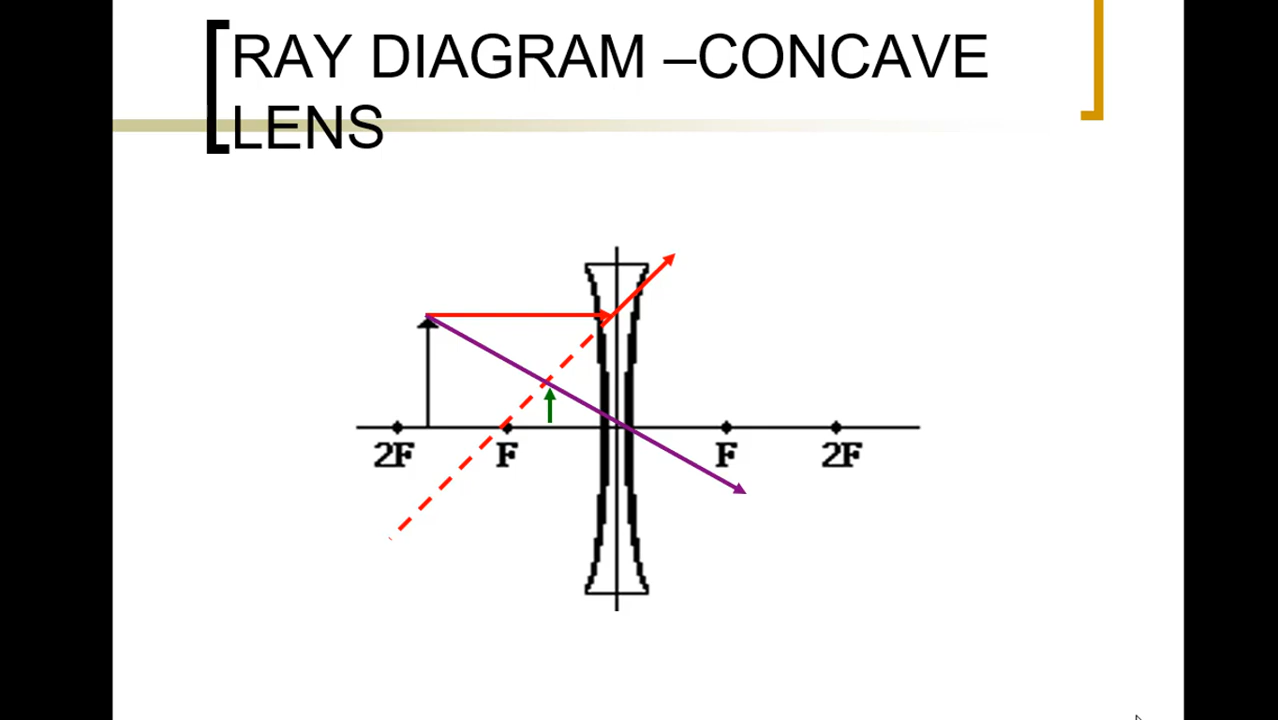 RAY DIAGRAM –CONCAVE
LENS
2F F F 2F